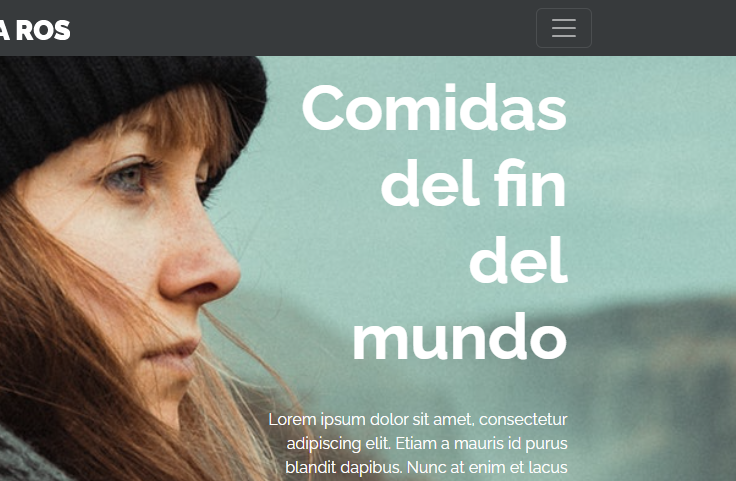 A ROS
Comidas
del fin
del
mundo
Lorem ipsum dolor sit amet, consectetur
adipiscing elit. Etiam a mauris id purus
blandit dapibus. Nunc at enim et lacus